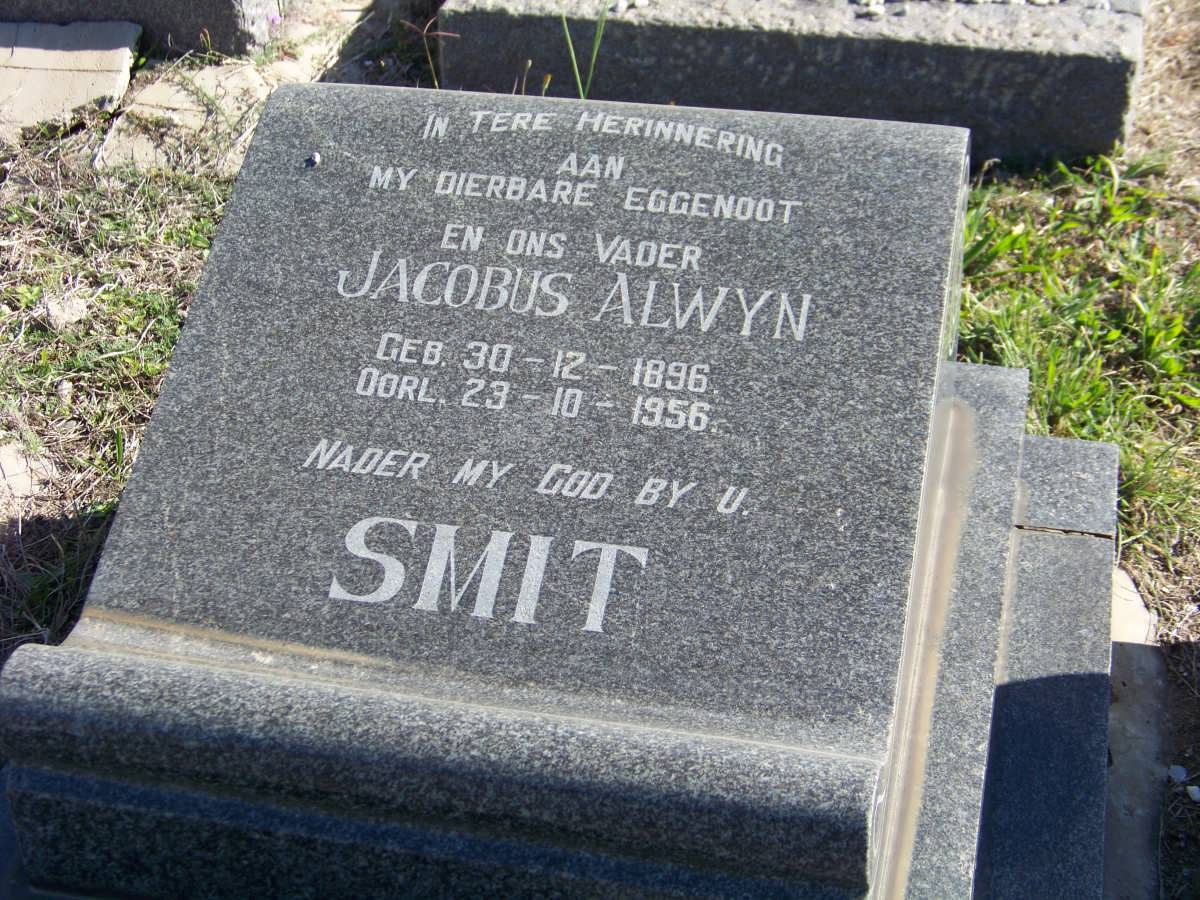 IN TERE HERINNERING
AAN
MY DIERBARE EGGENOOT
EN ONS VADER
JACOBUS ALWYN
GEB. 30 - 12 - 1896.
OORL. 23 - 10 - 1956.
NADER MY GOD BY U.
SMIT